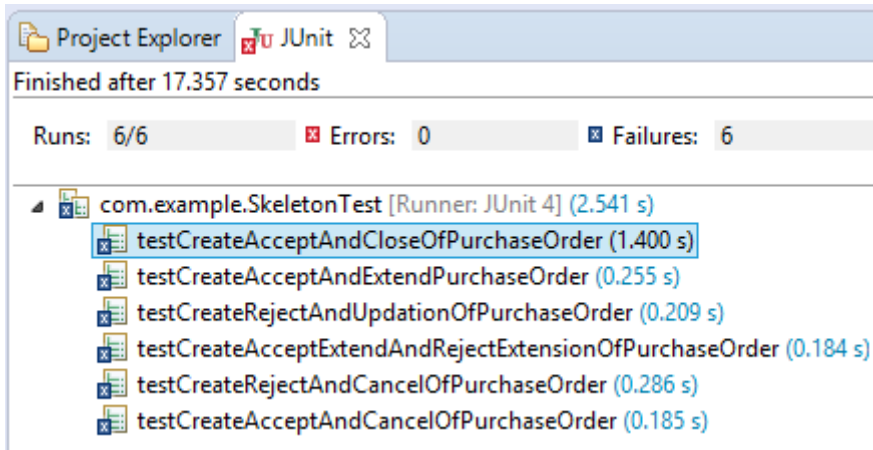 Project Explorer JUnit
Finished after 17.357 seconds
Runs: 6/6 Errors: 0 Failures: 6
com.example.SkeletonTest [Runner: JUnit 4] (2.541 s)
testCreateAcceptAndCloseOfPurchaseOrder (1.400 s)
testCreateAcceptAndExtendPurchaseOrder (0.255 s)
testCreateRejectAndUpdationOfPurchaseOrder (0.209 s)
testCreateAcceptExtendAndRejectExtensionOfPurchaseOrder (0.184 s)
testCreateRejectAndCancelOfPurchaseOrder (0.286 s)
testCreateAcceptAndCancelOfPurchaseOrder (0.185 s)